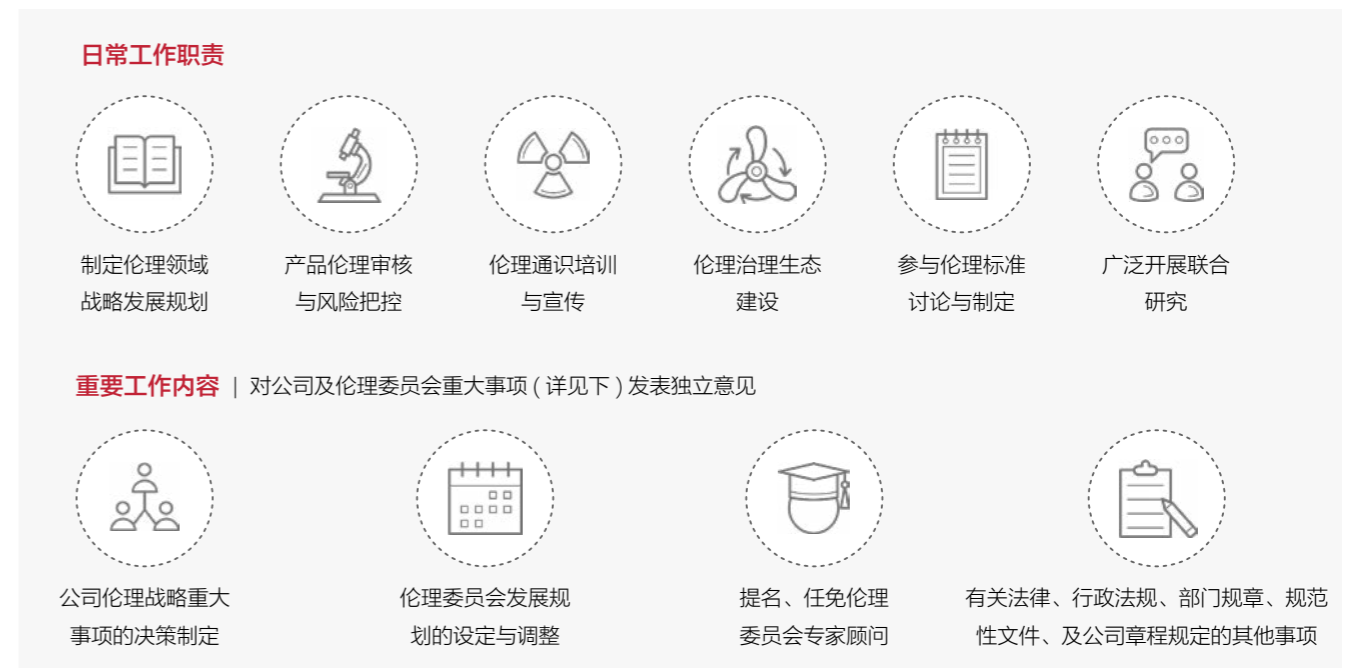 日常工作职责
制定伦理领域
战略发展规划
产品伦理审核
与风险把控
伦理通识培训
与宣传
伦理治理生态
建设
参与伦理标准
讨论与制定
广泛开展联合
研究
重要工作内容 | 对公司及伦理委员会重大事项 ( 详见下 ) 发表独立意见
公司伦理战略重大
事项的决策制定
伦理委员会发展规
划的设定与调整
提名、任免伦理
委员会专家顾问
有关法律、行政法规、部门规章、规范
性文件、及公司章程规定的其他事项